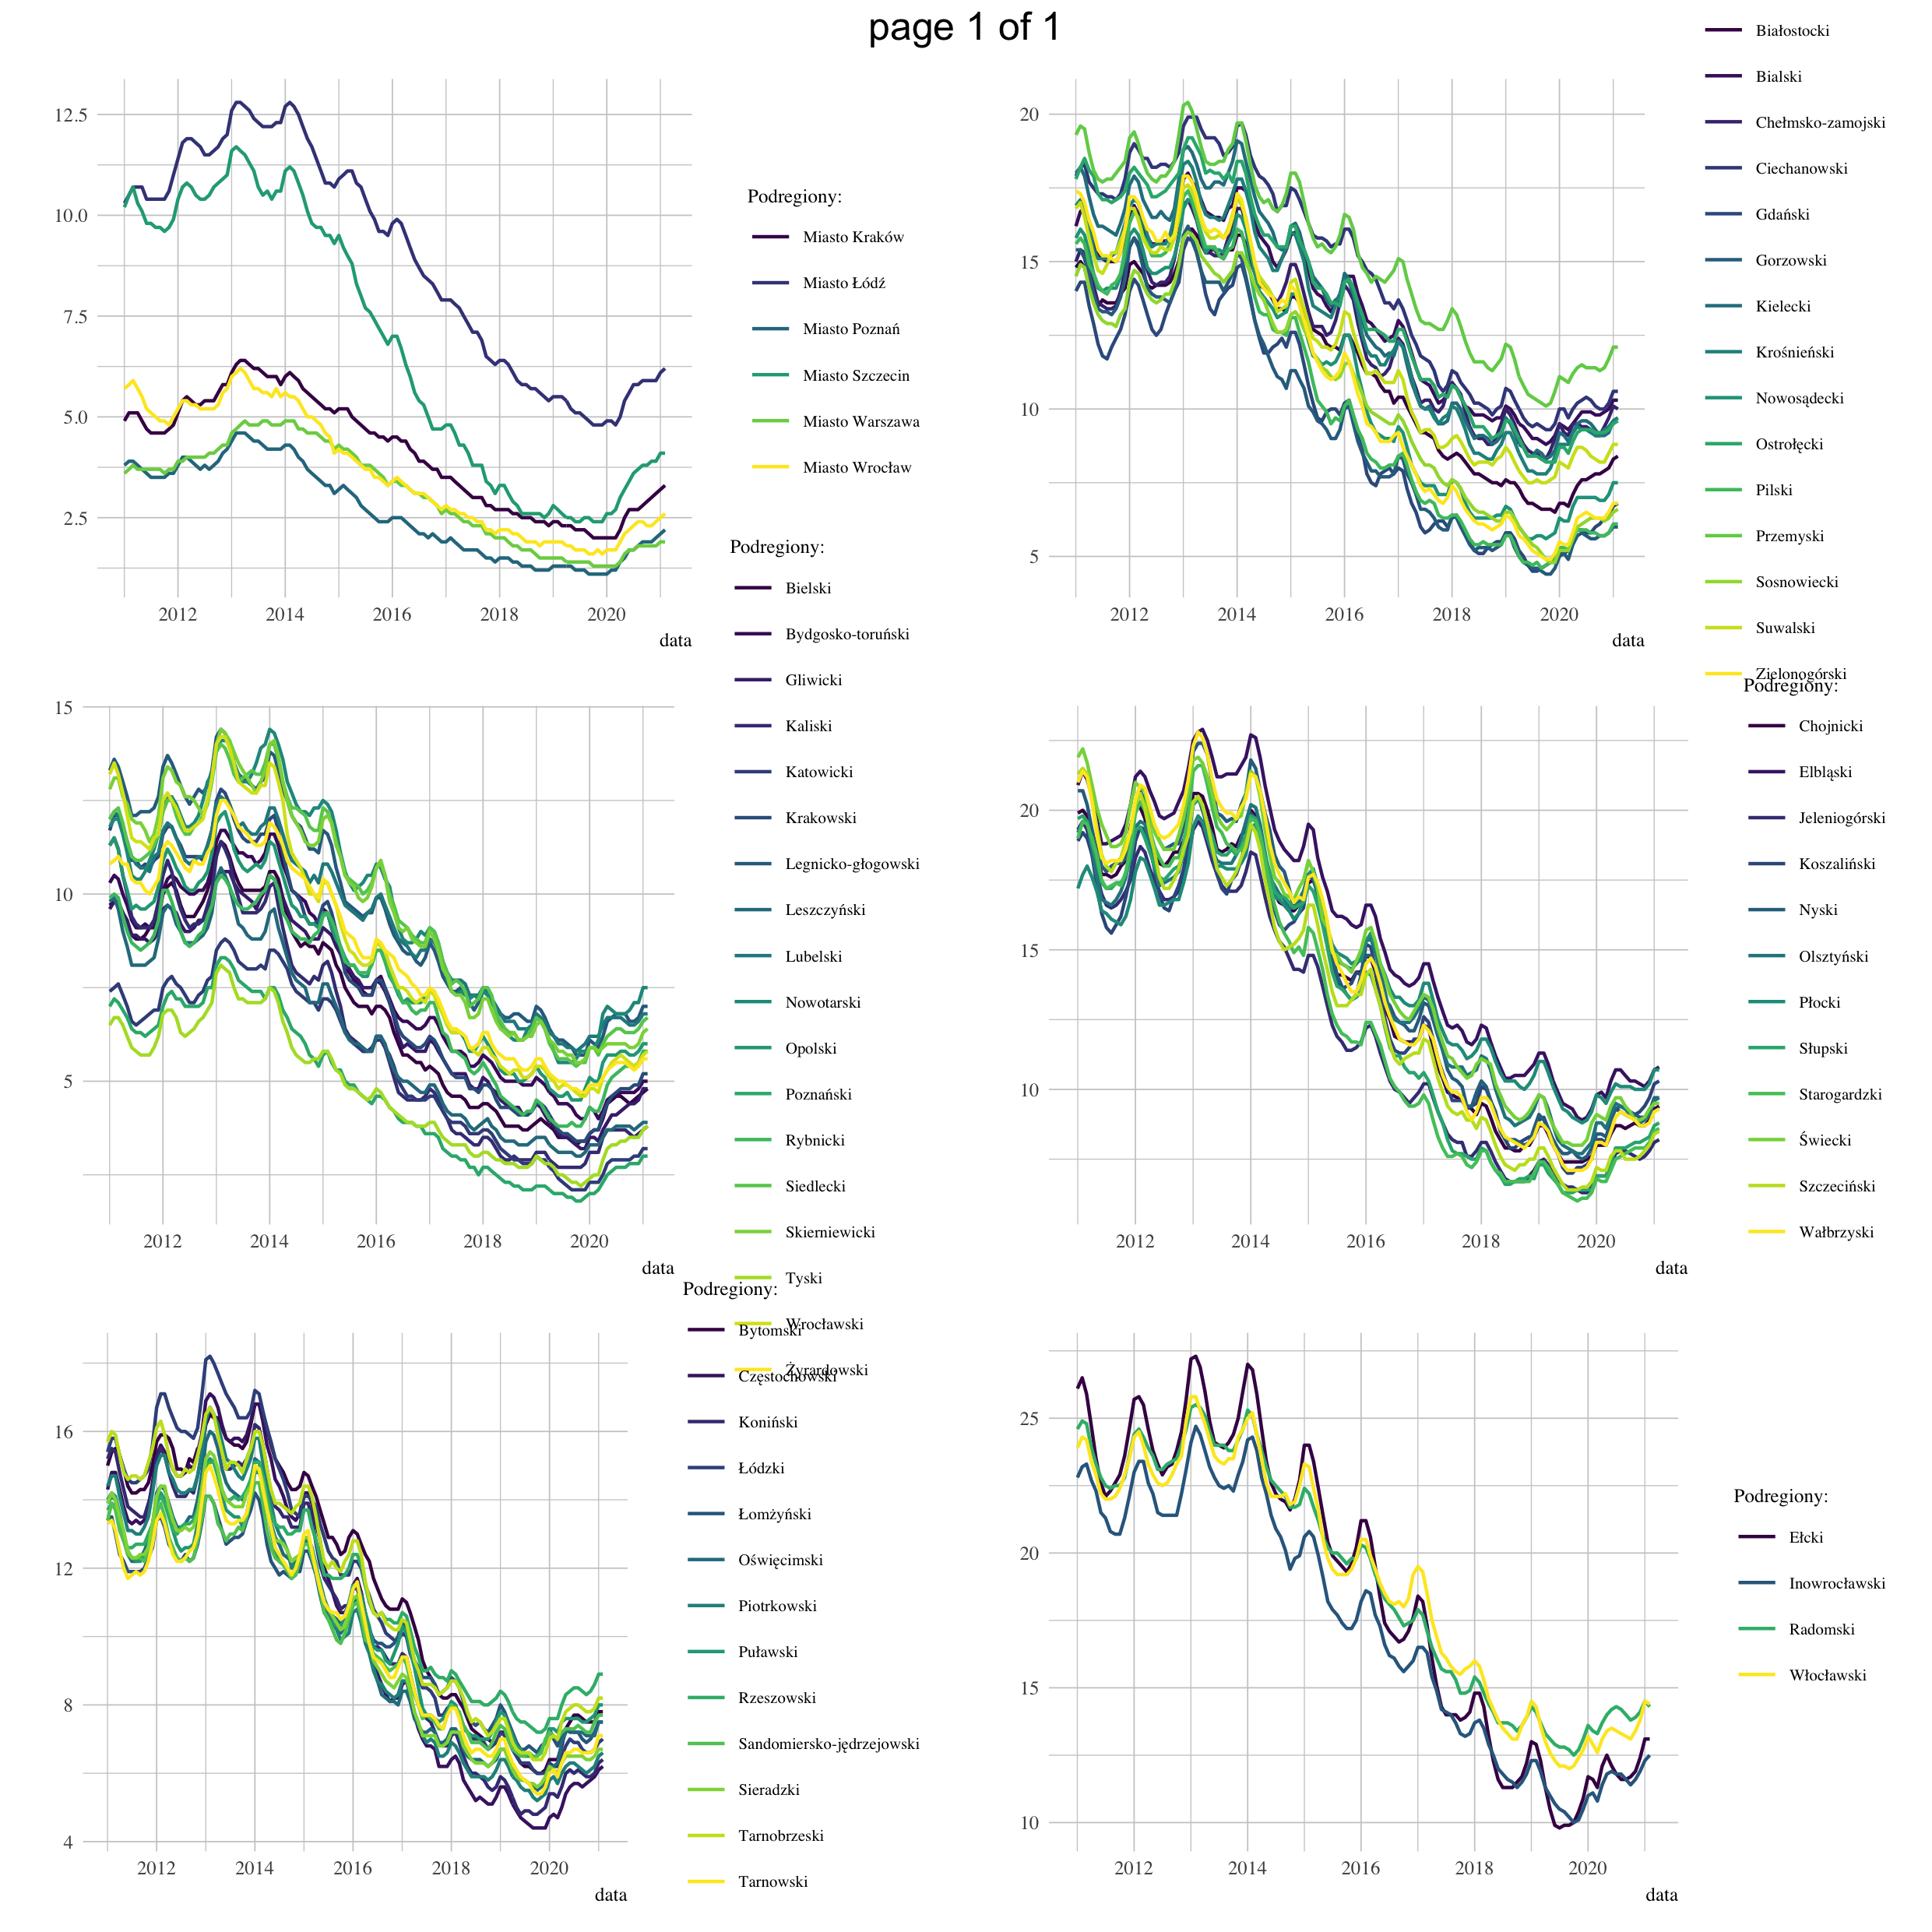 page 1 of 1
12.5
10.0
7.5
5.0
2.5
2012
2014
2016
2018
2020
data
Podregiony:
Miasto Kraków
Miasto Łódź
Miasto Poznań
Miasto Szczecin
Miasto Warszawa
Miasto Wrocław
20
15
10
5
2012
2014
2016
2018
2020
data
Białostocki
Bialski
Chełmsko-zamojski
Ciechanowski
Gdański
Gorzowski
Kielecki
Krośnieński
Nowosądecki
Ostrołęcki
Pilski
Przemyski
Sosnowiecki
Suwalski
Zielonogórski
15
10
5
2012
2014
2016
2018
2020
data
Podregiony:
Bielski
Bydgosko-toruński
Gliwicki
Kaliski
Katowicki
Krakowski
Legnicko-głogowski
Leszczyński
Lubelski
Nowotarski
Opolski
Poznański
Rybnicki
Siedlecki
Skierniewicki
Tyski
Wrocławski
Żyrardowski
20
15
10
2012
2014
2016
2018
2020
data
Podregiony:
Chojnicki
Elbląski
Jeleniogórski
Koszaliński
Nyski
Olsztyński
Płocki
Słupski
Starogardzki
Świecki
Szczeciński
Wałbrzyski
16
12
8
4
2012
2014
2016
2018
2020
data
Podregiony:
Bytomski
Częstochowski
Koniński
Łódzki
Łomżyński
Oświęcimski
Piotrkowski
Puławski
Rzeszowski
Sandomiersko-jędrzejowski
Sieradzki
Tarnobrzeski
Tarnowski
25
20
15
10
2012
2014
2016
2018
2020
data
Podregiony:
Ełcki
Inowrocławski
Radomski
Włocławski